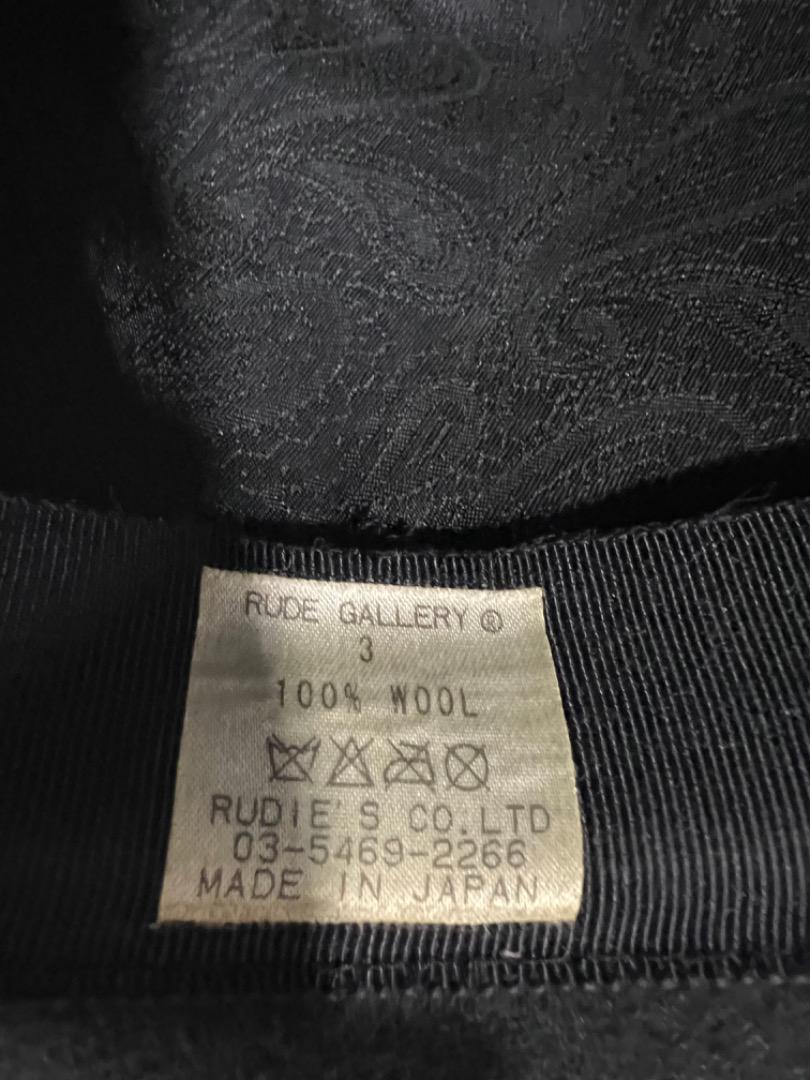 RUDE GALLERY ®
3
100% WOOL
RUDIE'S CO.LTD
03-5469-2266
MADE IN JAPAN